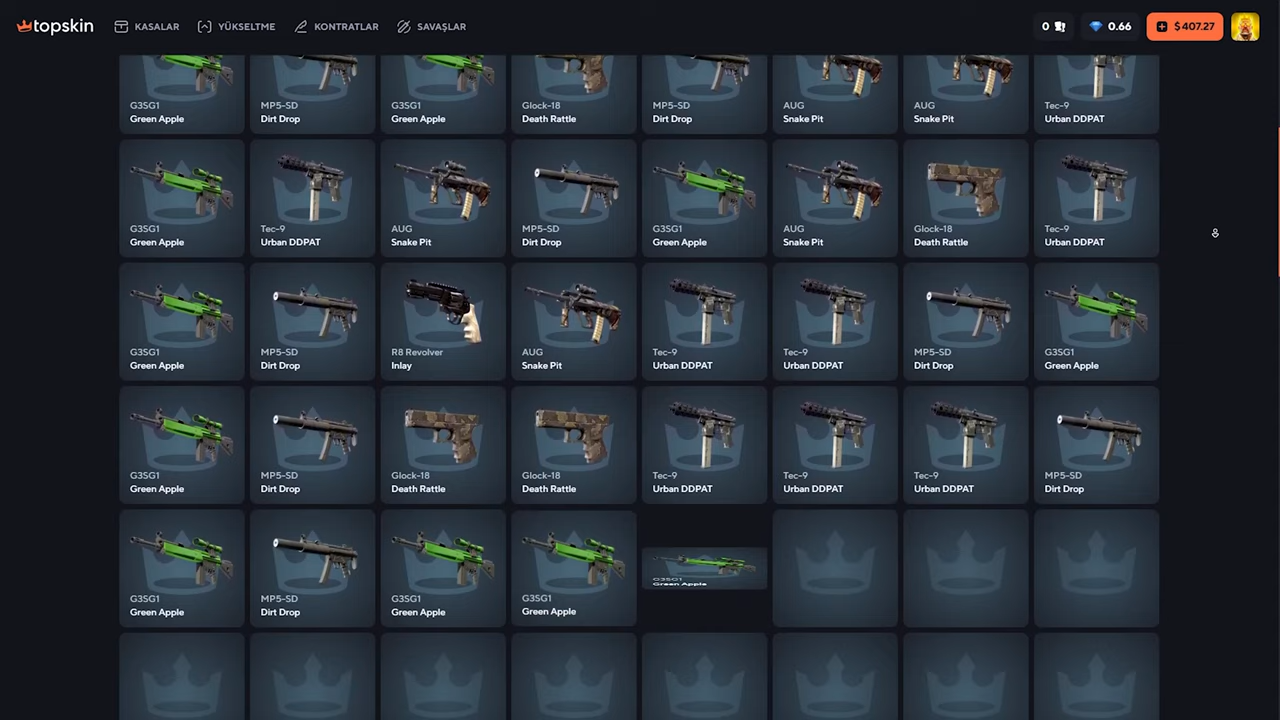 topskin KASALAR YÜKSELTME KONTRATLAR SAVAŞLAR 0 0.66 $ 407.27
G3SG1 MP5-SD G3SG1 Glock-18 MP5-SD AUG AUG Tec-9
Green Apple Dirt Drop Green Apple Death Rattle Dirt Drop Snake Pit Snake Pit Urban DDPAT
G3SG1 Tec-9 AUG MP5-SD G3SG1 AUG Glock-18 Tec-9
Green Apple Urban DDPAT Snake Pit Dirt Drop Green Apple Snake Pit Death Rattle Urban DDPAT
G3SG1 MP5-SD R8 Revolver AUG Tec-9 Tec-9 MP5-SD G3SG1
Green Apple Dirt Drop Inlay Snake Pit Urban DDPAT Urban DDPAT Dirt Drop Green Apple
G3SG1 MP5-SD Glock-18 Glock-18 Tec-9 Tec-9 Tec-9 MP5-SD
Green Apple Dirt Drop Death Rattle Death Rattle Urban DDPAT Urban DDPAT Urban DDPAT Dirt Drop
G3SG1 MP5-SD G3SG1 G3SG1 G3SG1
Green Apple Dirt Drop Green Apple Green Apple Green Apple